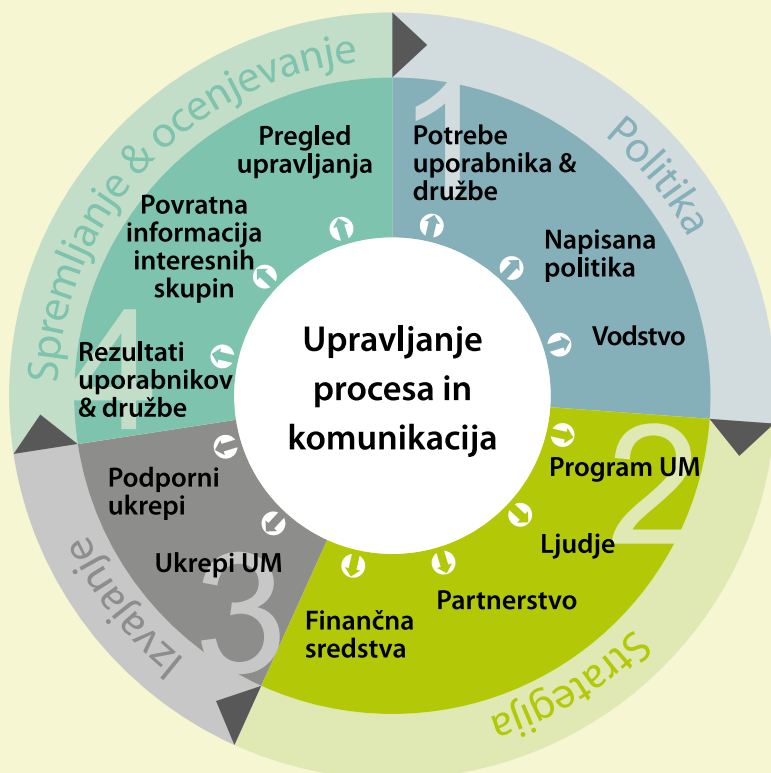 Upravljanje
procesa in
komunikacija
1
Politika
Potrebe
uporabnika &
družbe
Napisana
politika
Vodstvo
2
Strategija
Program UM
Ljudje
Partnerstvo
Finančna
sredstva
3
Izvajanje
Ukrepi UM
Podporni
ukrepi
4
Spremljanje & ocenjevanje
Rezultati
uporabnikov
& družbe
Povratna
informacija
interesnih
skupin
Pregled
upravljanja